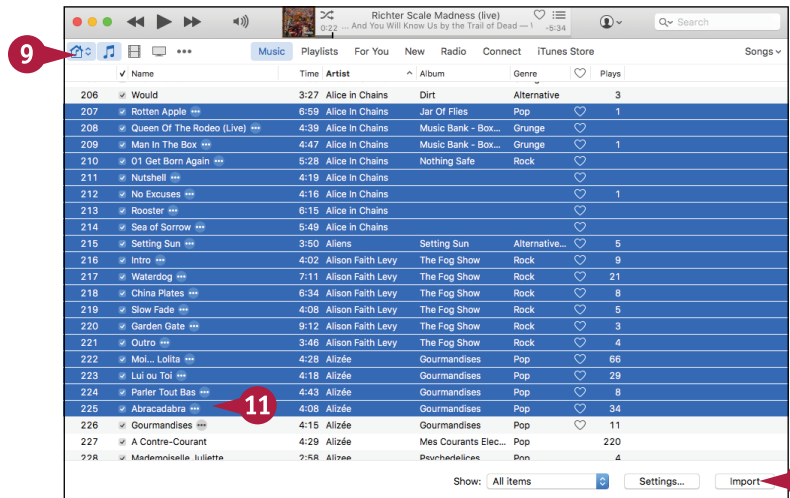 Richter Scale Madness (live)
0:22 ... And You Will Know Us by the Trail of Dead — -5:34
Search
9
Music Playlists For You New Radio Connect iTunes Store Songs
Name Time Artist Album Genre Plays
206 Would 3:27 Alice in Chains Dirt Alternative 3
207 Rotten Apple 6:59 Alice In Chains Jar Of Flies Pop 1
208 Queen Of The Rodeo (Live) 4:39 Alice In Chains Music Bank - Box... Grunge
209 Man In The Box 4:47 Alice In Chains Music Bank - Box... Grunge 1
210 01 Get Born Again 5:28 Alice In Chains Nothing Safe Rock
211 Nutshell 4:19 Alice in Chains
212 No Excuses 4:16 Alice in Chains 1
213 Rooster 6:15 Alice in Chains
214 Sea of Sorrow 5:49 Alice in Chains
215 Setting Sun 3:50 Aliens Setting Sun Alternative... 5
216 Intro 4:02 Alison Faith Levy The Fog Show Rock 9
217 Waterdog 7:11 Alison Faith Levy The Fog Show Rock 21
218 China Plates 6:34 Alison Faith Levy The Fog Show Rock 8
219 Slow Fade 4:08 Alison Faith Levy The Fog Show Rock 5
220 Garden Gate 9:12 Alison Faith Levy The Fog Show Rock 3
221 Outro 3:46 Alison Faith Levy The Fog Show Rock 4
222 Moi... Lolita 4:28 Alizée Gourmandises Pop 66
223 Lui ou Toi 4:18 Alizée Gourmandises Pop 29
224 Parler Tout Bas 4:43 Alizée Gourmandises Pop 8
225 Abracadabra 4:08 Alizée Gourmandises Pop 34
11
226 Gourmandises 4:15 Alizée Gourmandises Pop 11
227 A Contre-Courant 4:29 Alizée Mes Courants Elec... Pop 220
228 Mademoiselle Juliette 2:58 Alizee Psychedelices Pop 4
Show: All items Settings... Import